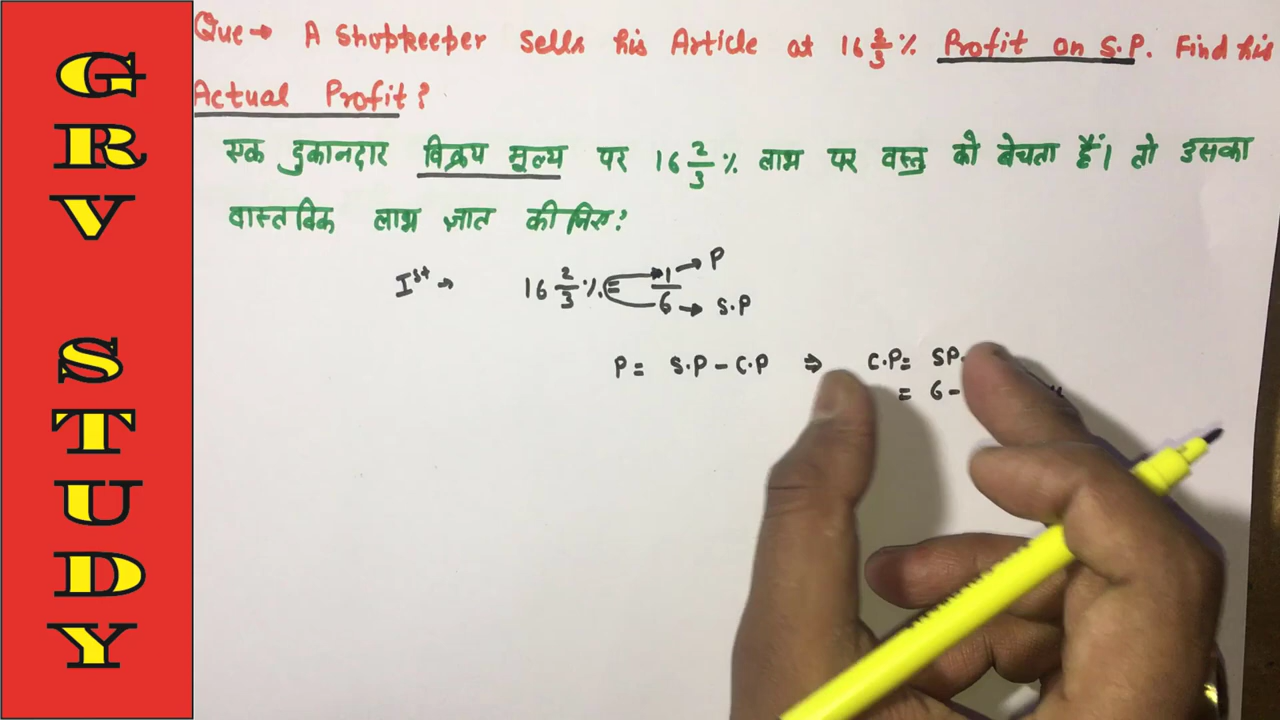 GRV STUDY
Que→ A Shopkeeper sells his Article at 16 2/3 % Profit on S.P. Find his
Actual Profit?
एक दुकानदार विक्रय मूल्य पर 16 2/3 % लाभ पर वस्तु को बेचता हैं। तो उसका
वास्तविक लाभ ज्ञात कीजिए?
Ist → 16 2/3 % = 1/6 → P → S.P
P = S.P - C.P ⇒ C.P = SP
= 6 -